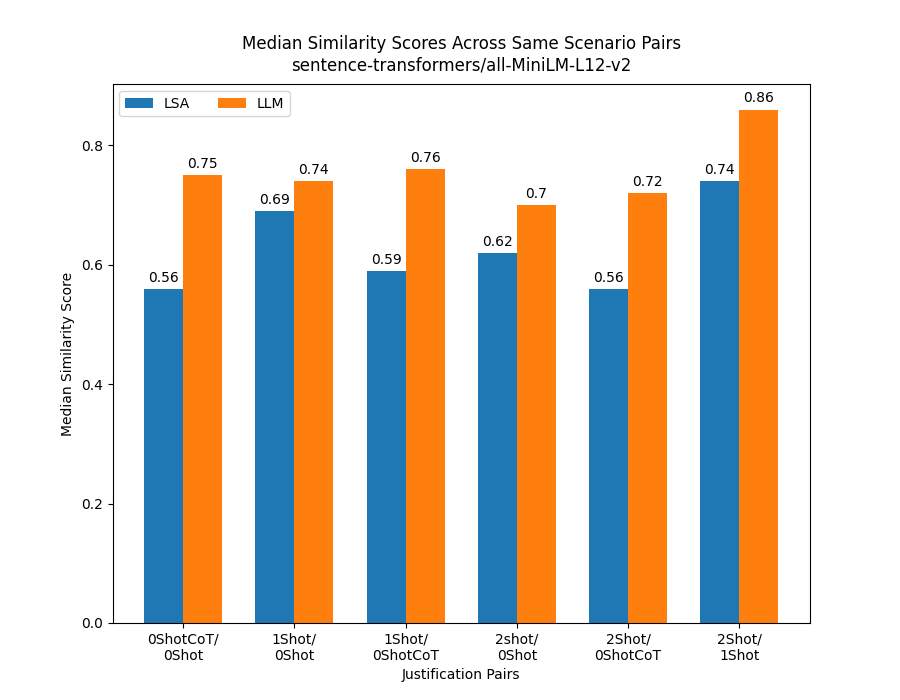 Median Similarity Scores Across Same Scenario Pairs
sentence-transformers/all-MiniLM-L12-v2
LSA
LLM
0.56
0.75
0.69
0.74
0.59
0.76
0.62
0.7
0.56
0.72
0.74
0.86
Median Similarity Score
0.8
0.6
0.4
0.2
0.0
0ShotCoT/
0Shot
1Shot/
0Shot
1Shot/
0ShotCoT
2shot/
0Shot
2Shot/
0ShotCoT
2Shot/
1Shot
Justification Pairs